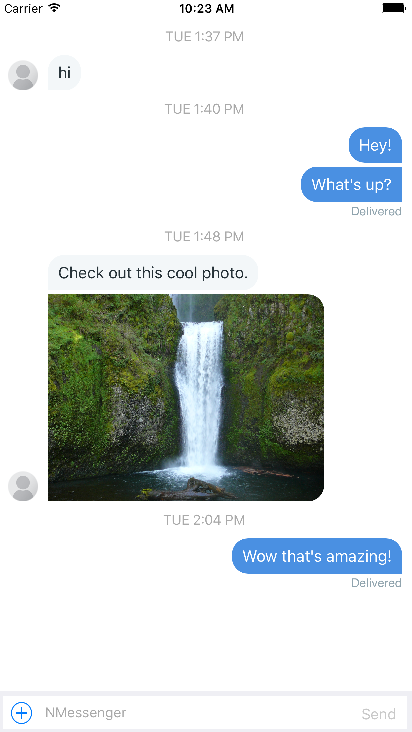 Carrier 10:23 AM
TUE 1:37 PM
hi
TUE 1:40 PM
Hey!
What's up?
Delivered
TUE 1:48 PM
Check out this cool photo.
TUE 2:04 PM
Wow that's amazing!
Delivered
NMessenger Send